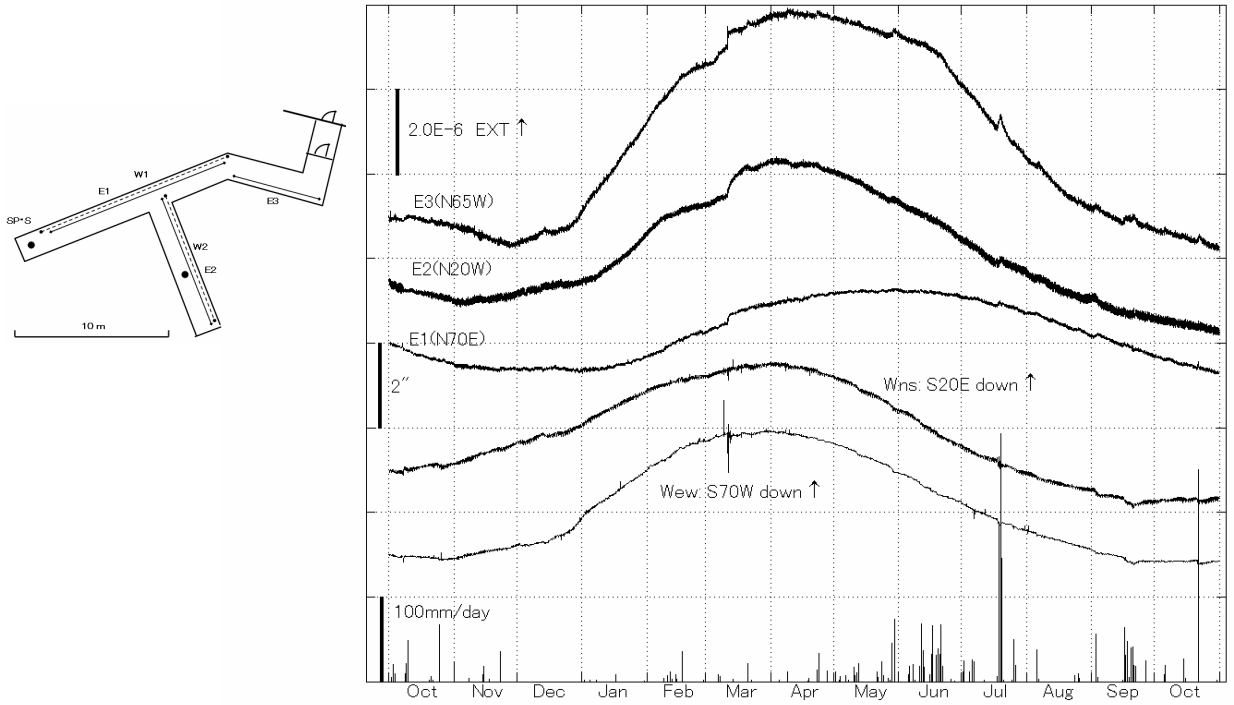 W1
E1
E3
SP•S
W2
E2
10 m
2.0E-6 EXT ↑
E3(N65W)
E2(N20W)
E1(N70E)
2″
Wns: S20E down ↑
Wew: S70W down ↑
100mm/day
Oct Nov Dec Jan Feb Mar Apr May Jun Jul Aug Sep Oct